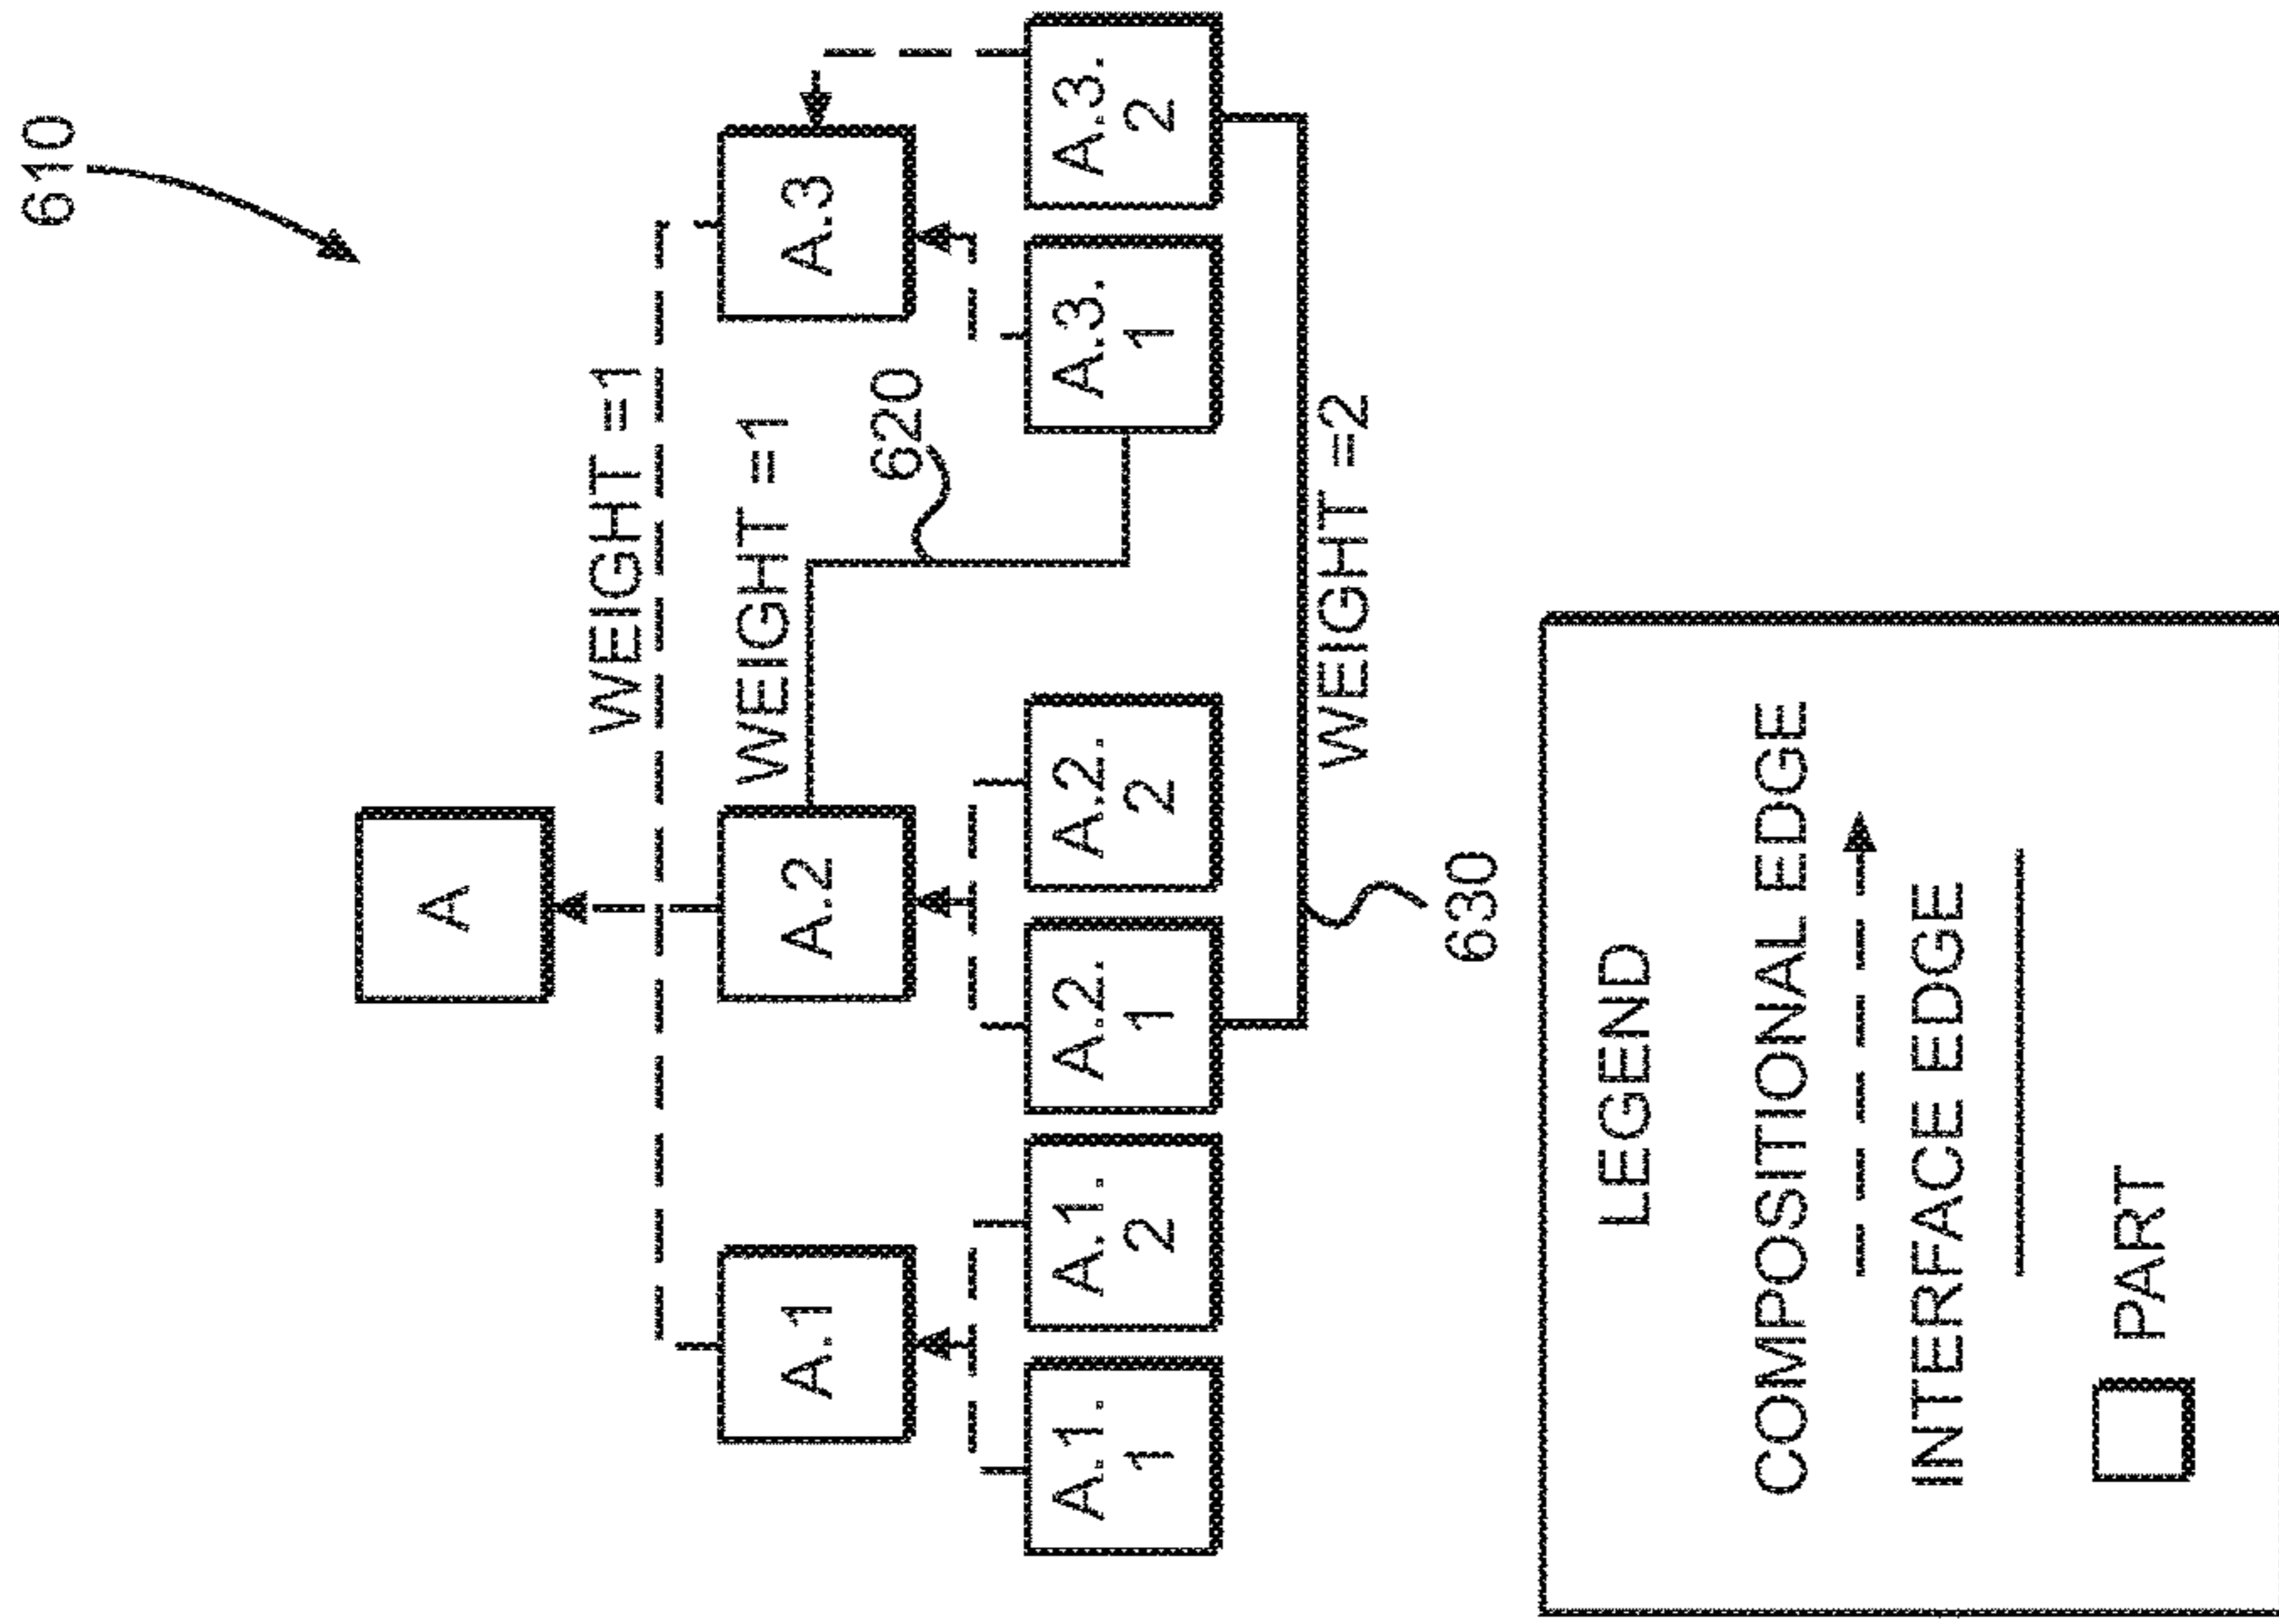 610
A
WEIGHT =1
A.1
A.2
WEIGHT =1
A.3
620
A.1.
1
A.1.
2
A.2.
1
A.2.
2
A.3.
1
A.3.
2
WEIGHT =2
630
LEGEND
COMPOSITIONAL EDGE
INTERFACE EDGE
PART